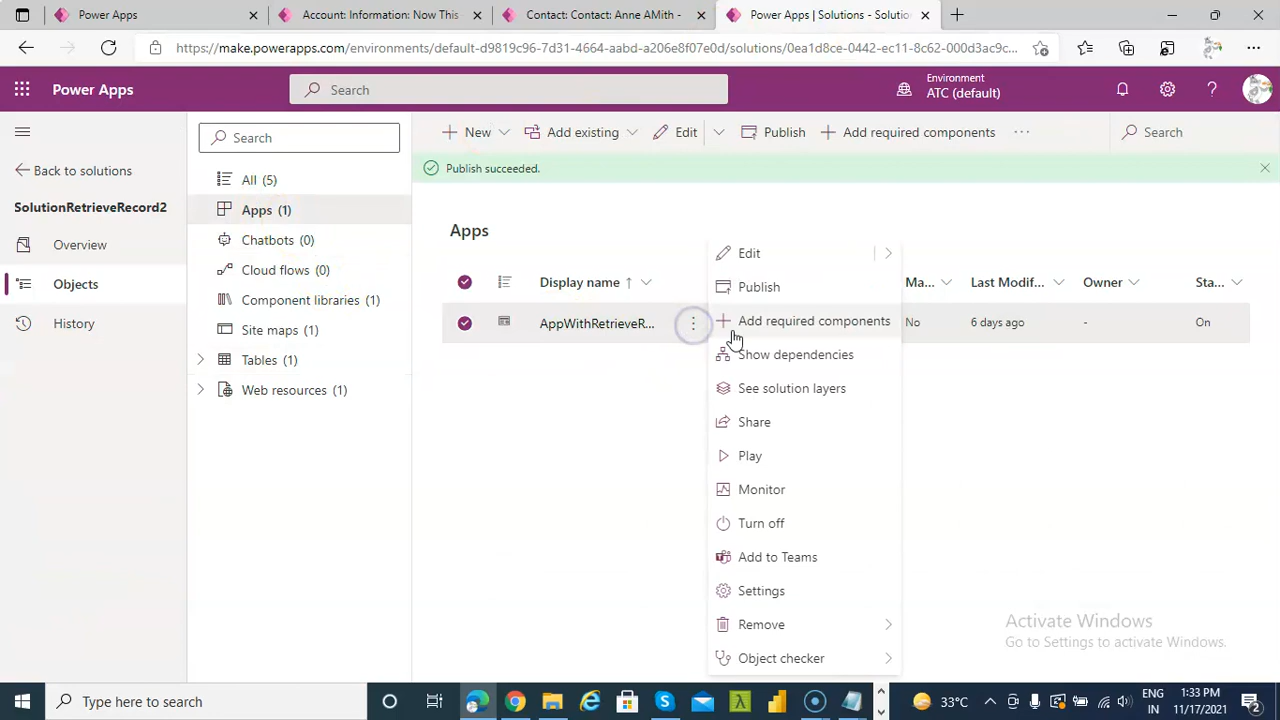 Power Apps
Account: Information: Now This
Contact: Contact: Anne AMith -
Power Apps | Solutions - Solutio
https://make.powerapps.com/environments/default-d9819c96-7d31-4664-aabd-a206e8f07e0d/solutions/0ea1d8ce-0442-ec11-8c62-000d3ac9c...
Power Apps
Search
Environment
ATC (default)
Search
New
Add existing
Edit
Publish
Add required components
Search
Back to solutions
All (5)
Publish succeeded.
SolutionRetrieveRecord2
Apps (1)
Apps
Overview
Chatbots (0)
Objects
Cloud flows (0)
History
Component libraries (1)
Site maps (1)
Tables (1)
Web resources (1)
Display name
Ma...
Last Modif...
Owner
Sta...
AppWithRetrieveR...
No
6 days ago
-
On
Edit
Publish
Add required components
Show dependencies
See solution layers
Share
Play
Monitor
Turn off
Add to Teams
Settings
Remove
Object checker
Activate Windows
Go to Settings to activate Windows.
Type here to search
33°C
ENG
IN
1:33 PM
11/17/2021
2